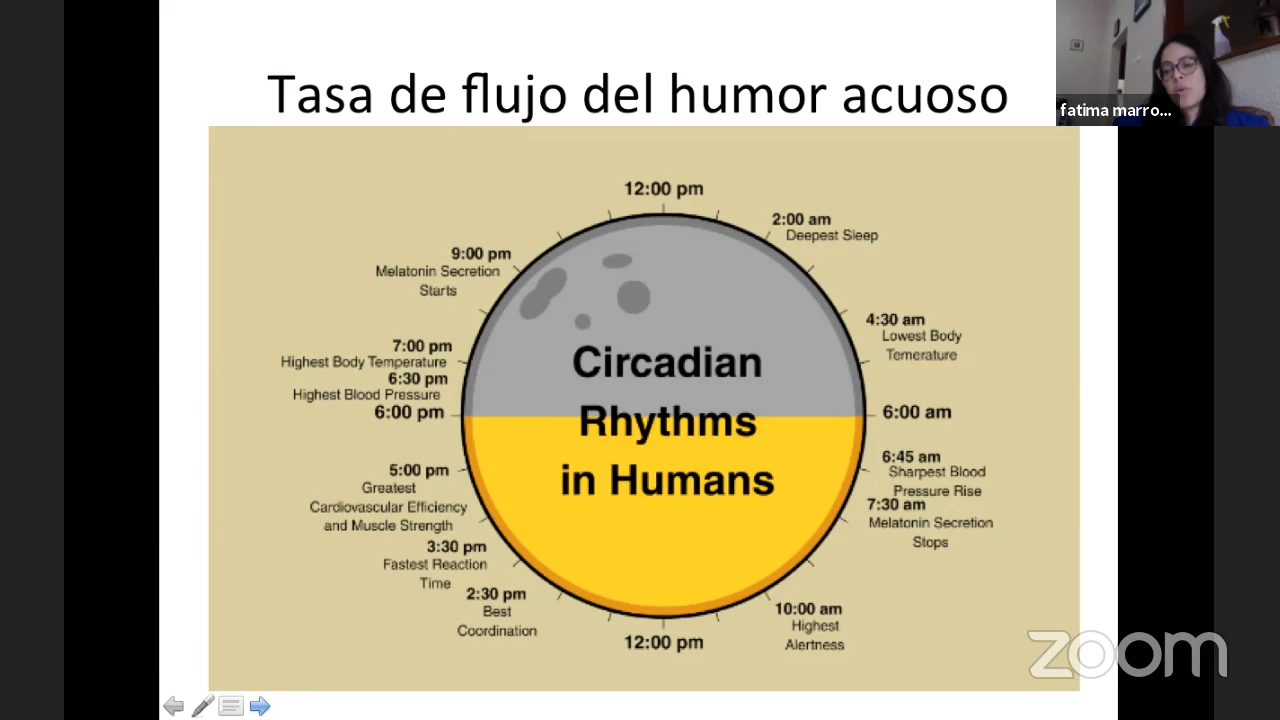 Tasa de flujo del humor acuoso
fatima marro...
12:00 pm
2:00 am
Deepest Sleep
9:00 pm
Melatonin Secretion
Starts
4:30 am
Lowest Body
Temerature
7:00 pm
Highest Body Temperature
6:30 pm
Highest Blood Pressure
6:00 pm
Circadian
Rhythms
in Humans
6:00 am
6:45 am
Sharpest Blood
Pressure Rise
7:30 am
Melatonin Secretion
Stops
5:00 pm
Greatest
Cardiovascular Efficiency
and Muscle Strength
3:30 pm
Fastest Reaction
Time
2:30 pm
Best
Coordination
10:00 am
Highest
Alertness
12:00 pm
zoom